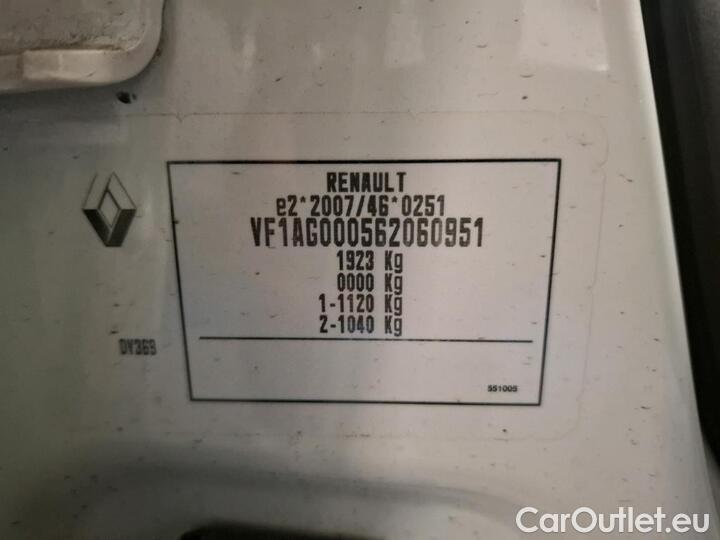 RENAULT
e2*2007/46*0251
VF1AG000562060951
1923 Kg
0000 Kg
1-1120 Kg
2-1040 Kg
DV369
551005
CarOutlet.eu